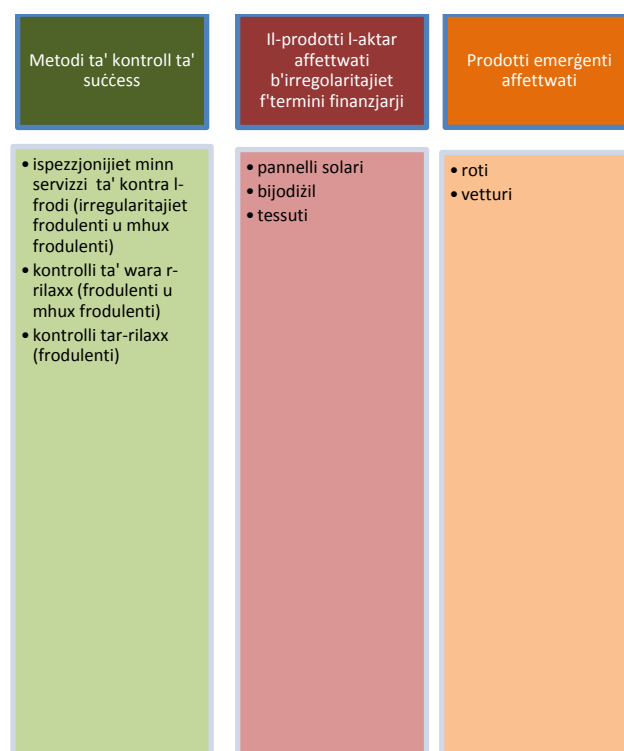 Metodi ta' kontroll ta'
suċċess
• ispezzjonijiet minn
servizzi ta' kontra l-
frodi (irregularitajiet
frodulenti u mhux
frodulenti)
• kontrolli ta' wara r-
rilaxx (frodulenti u
mhux frodulenti)
• kontrolli tar-rilaxx
(frodulenti)
Il-prodotti l-aktar
affettwati
b'irregolaritajiet
f'termini finanzjarji
• pannelli solari
• bijodiżil
• tessuti
Prodotti emerġenti
affettwati
• roti
• vetturi